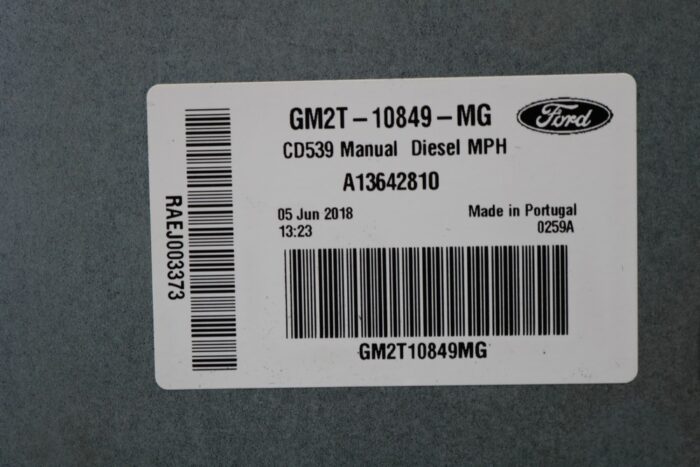 GM2T-10849-MG
Ford
CD539 Manual Diesel MPH
A13642810
05 Jun 2018
Made in Portugal
13:23
0259A
GM2T10849MG
RAEJ003373